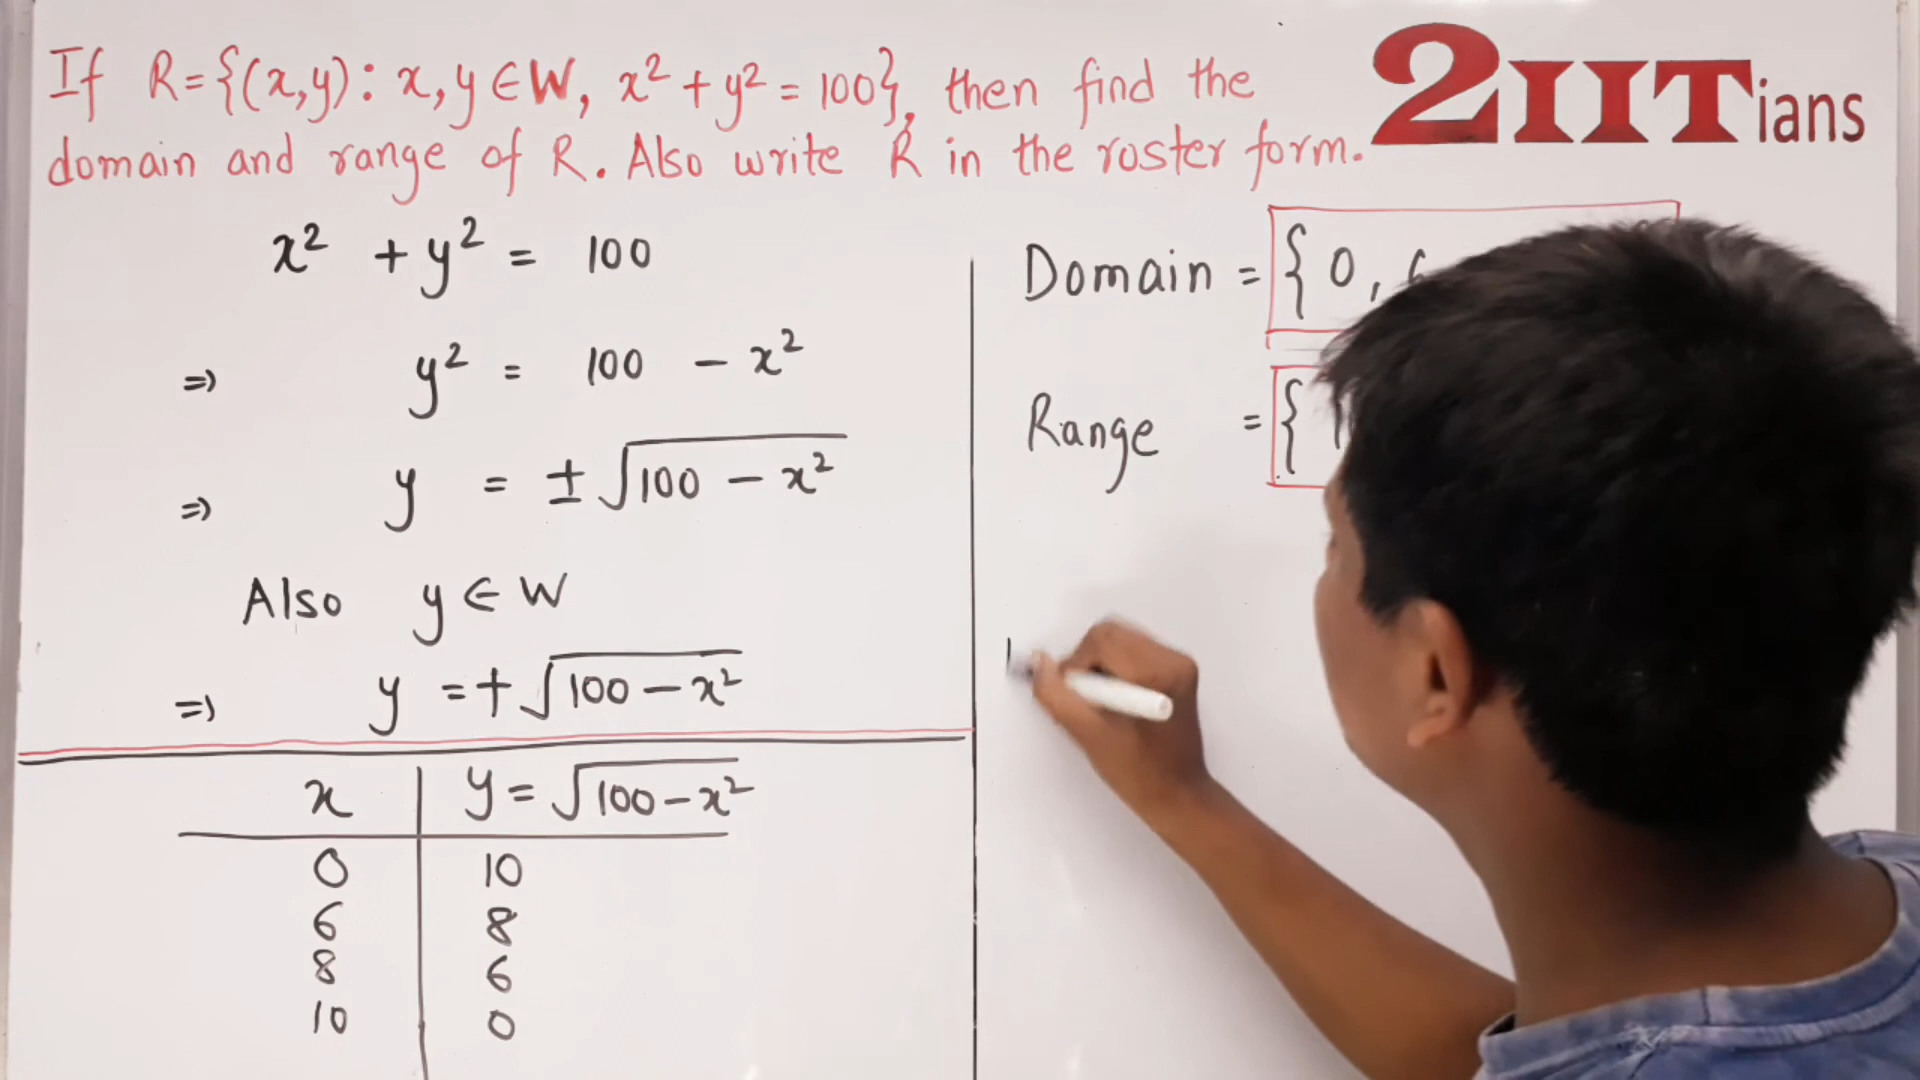 If R={(x,y): x,y∈W, x²+y²=100}, then find the
domain and range of R. Also write R in the roster form.
2IITians
x² + y² = 100
⇒ y² = 100 - x²
⇒ y = ±√100 - x²
Also y∈W
⇒ y = +√100 - x²
x y = √100 - x²
0 10
6 8
8 6
10 0
Domain = { 0,
Range = {